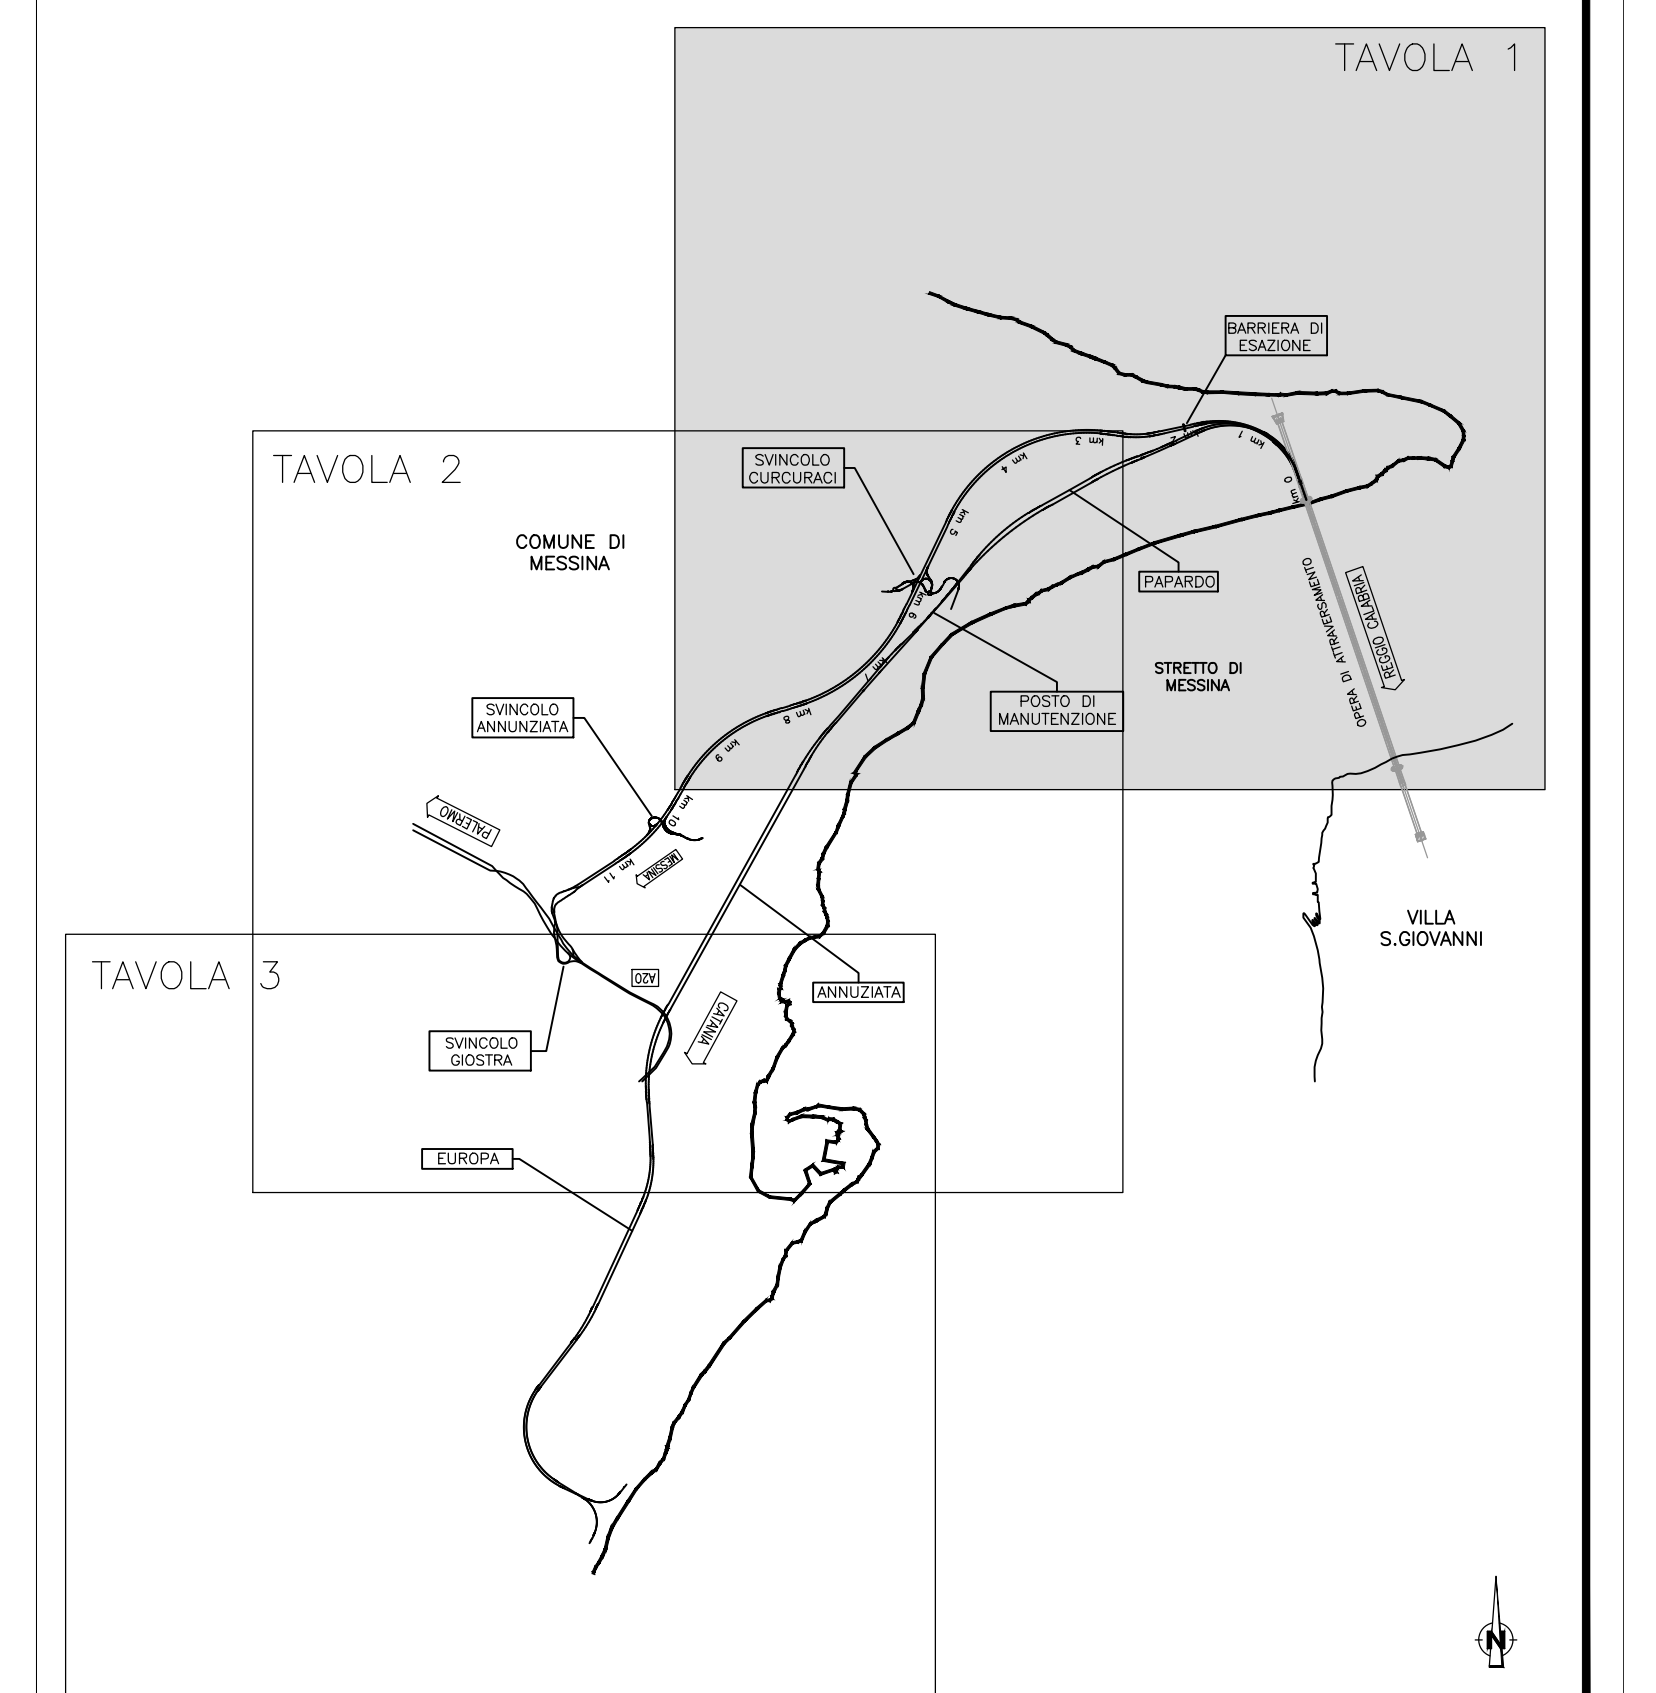 TAVOLA 1
BARRIERA DI
ESAZIONE
km 3
km 2
km 1
TAVOLA 2
SVINCOLO
CURCURACI
km 4
km 0
km 5
COMUNE DI
MESSINA
PAPARDO
OPERA DI ATTRAVERSAMENTO
REGGIO CALABRIA
km 6
STRETTO DI
MESSINA
km 7
POSTO DI
MANUTENZIONE
SVINCOLO
ANNUNZIATA
km 8
km 9
km 10
PALERMO
MESSINA
km 11
VILLA
S.GIOVANNI
TAVOLA 3
A20
ANNUZIATA
CATANIA
SVINCOLO
GIOSTRA
EUROPA
N